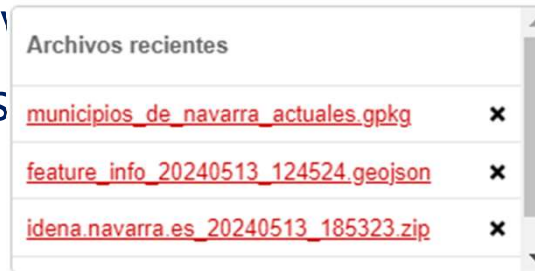 Archivos recientes
municipios_de_navarra_actuales.gpkg
feature_info_20240513_124524.geojson
idena.navarra.es_20240513_185323.zip